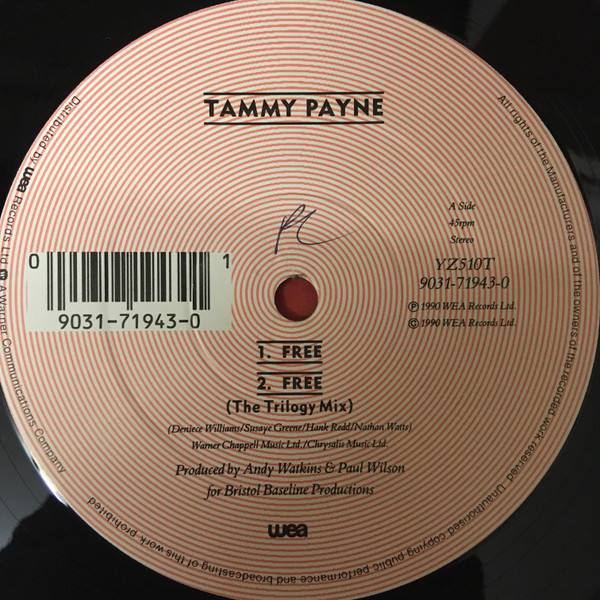 TAMMY PAYNE
A Side
45rpm
Stereo
YZ510T
9031-71943-0
℗ 1990 WEA Records Ltd.
© 1990 WEA Records Ltd.
0 1
9031-71943-0
1. FREE
2. FREE
(The Trilogy Mix)
(Deniece Williams/Susaye Greene/Hank Redd/Nathan Watts)
Warner Chappell Music Ltd./Chrysalis Music Ltd.
Produced by Andy Watkins & Paul Wilson
for Bristol Baseline Productions
wea
All rights of the Manufacturers and of the owners of the recorded work reserved Unauthorised copying public performance and broadcasting of this work prohibited
Distributed by wea Records Ltd. A Warner Communications Company